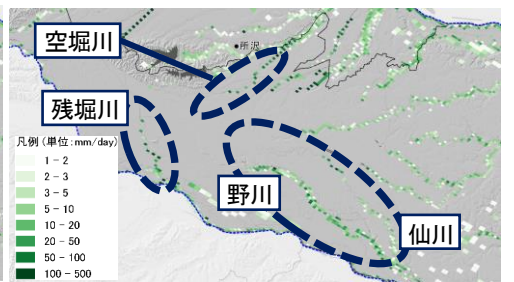 空堀川
●所沢
残堀川
凡例 (単位:mm/day)
1 - 2
2 - 3
3 - 5
5 - 10
10 - 20
20 - 50
50 - 100
100 - 500
野川
仙川